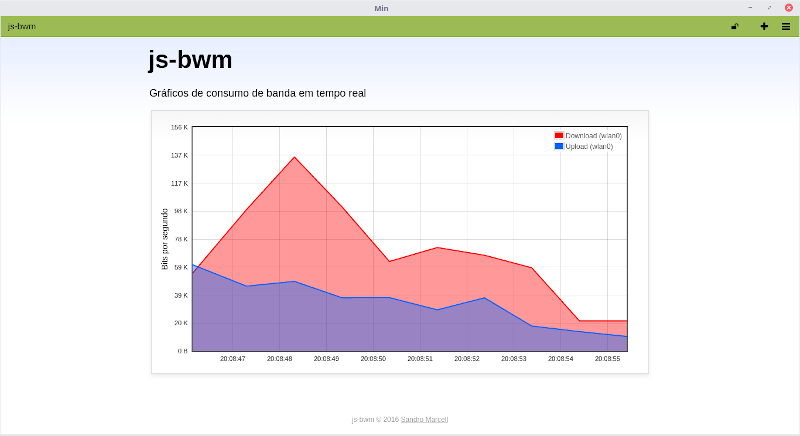 Min
js-bwm
js-bwm
Gráficos de consumo de banda em tempo real
156 K
137 K
117 K
98 K
78 K
59 K
39 K
20 K
0 B
Bits por segundo
Download (wlan0)
Upload (wlan0)
20:08:47 20:08:48 20:08:49 20:08:50 20:08:51 20:08:52 20:08:53 20:08:54 20:08:55
js-bwm © 2016 Sandro Marcell